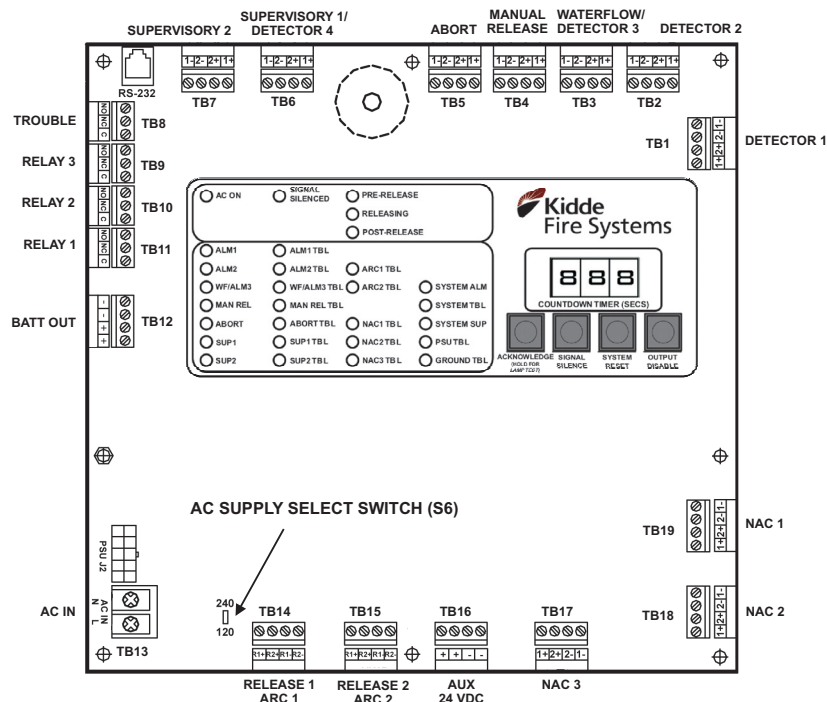 SUPERVISORY 2
SUPERVISORY 1/
DETECTOR 4
ABORT
MANUAL
RELEASE
WATERFLOW/
DETECTOR 3
DETECTOR 2
RS-232
1- 2- 2+ 1+
TB7
1- 2- 2+ 1+
TB6
1- 2- 2+ 1+
TB5
1- 2- 2+ 1+
TB4
1- 2- 2+ 1+
TB3
1- 2- 2+ 1+
TB2
TROUBLE
NO NC C
TB8
RELAY 3
NO NC C
TB9
RELAY 2
NO NC C
TB10
RELAY 1
NO NC C
TB11
BATT OUT
- - + +
TB12
TB1
1+ 2+ 2- 1-
DETECTOR 1
AC ON
SIGNAL
SILENCED
PRE-RELEASE
RELEASING
POST-RELEASE
ALM1
ALM1 TBL
ALM2
ALM2 TBL
ARC1 TBL
WF/ALM3
WF/ALM3 TBL
ARC2 TBL
SYSTEM ALM
MAN REL
MAN REL TBL
SYSTEM TBL
ABORT
ABORT TBL
NAC1 TBL
SYSTEM SUP
SUP1
SUP1 TBL
NAC2 TBL
PSU TBL
SUP2
SUP2 TBL
NAC3 TBL
GROUND TBL
Kidde
Fire Systems
8 8 8
COUNTDOWN TIMER (SECS)
ACKNOWLEDGE
(HOLD FOR
LAMP TEST)
SIGNAL
SILENCE
SYSTEM
RESET
OUTPUT
DISABLE
AC SUPPLY SELECT SWITCH (S6)
240
120
PSU J2
AC IN
AC IN
N L
TB13
TB14
R1+ R2+ R1- R2-
RELEASE 1
ARC 1
TB15
R1+ R2+ R1- R2-
RELEASE 2
ARC 2
TB16
+ + - -
AUX
24 VDC
TB17
1+ 2+ 2- 1-
NAC 3
TB19
1+ 2+ 2- 1-
NAC 1
TB18
1+ 2+ 2- 1-
NAC 2